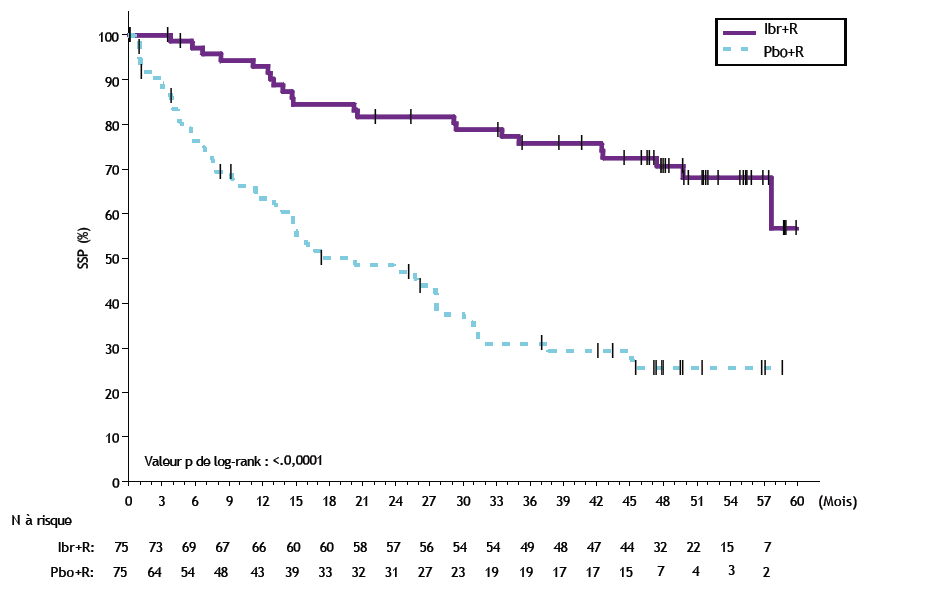 Ibr+R
Pbo+R
100
90
80
70
60
50
40
30
20
10
0
SSP (%)
Valeur p de log-rank : <.0,0001
0 3 6 9 12 15 18 21 24 27 30 33 36 39 42 45 48 51 54 57 60 (Mois)
N à risque
Ibr+R: 75 73 69 67 66 60 60 58 57 56 54 54 49 48 47 44 32 22 15 7
Pbo+R: 75 64 54 48 43 39 33 32 31 27 23 19 19 17 17 15 7 4 3 2